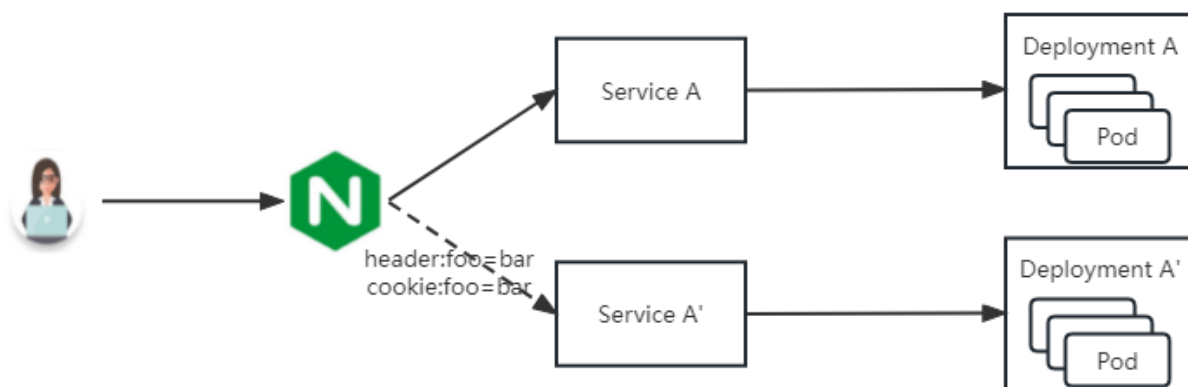 Deployment A
Service A
Pod
N
header:foo=bar
cookie:foo=bar
Deployment A'
Service A'
Pod